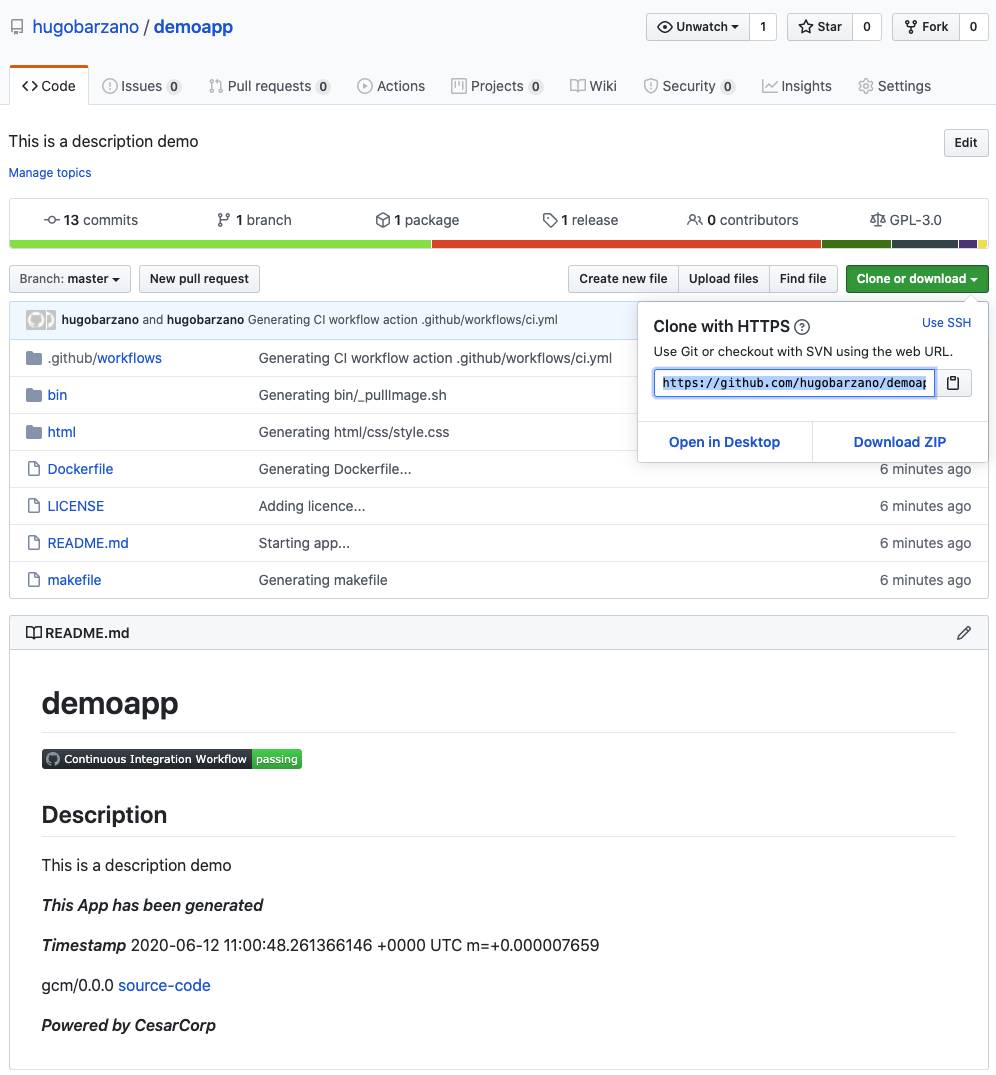 hugobarzano / demoapp
Unwatch 1 Star 0 Fork 0
Code Issues 0 Pull requests 0 Actions Projects 0 Wiki Security 0 Insights Settings
This is a description demo Edit
Manage topics
13 commits 1 branch 1 package 1 release 0 contributors GPL-3.0
Branch: master New pull request Create new file Upload files Find file Clone or download
hugobarzano and hugobarzano Generating CI workflow action .github/workflows/ci.yml
Clone with HTTPS ? Use SSH
Use Git or checkout with SVN using the web URL.
https://github.com/hugobarzano/demoap
Open in Desktop Download ZIP
.github/workflows Generating CI workflow action .github/workflows/ci.yml
bin Generating bin/_pullImage.sh
html Generating html/css/style.css
Dockerfile Generating Dockerfile... 6 minutes ago
LICENSE Adding licence... 6 minutes ago
README.md Starting app... 6 minutes ago
makefile Generating makefile 6 minutes ago
README.md
demoapp
Continuous Integration Workflow passing
Description
This is a description demo
This App has been generated
Timestamp 2020-06-12 11:00:48.261366146 +0000 UTC m=+0.000007659
gcm/0.0.0 source-code
Powered by CesarCorp